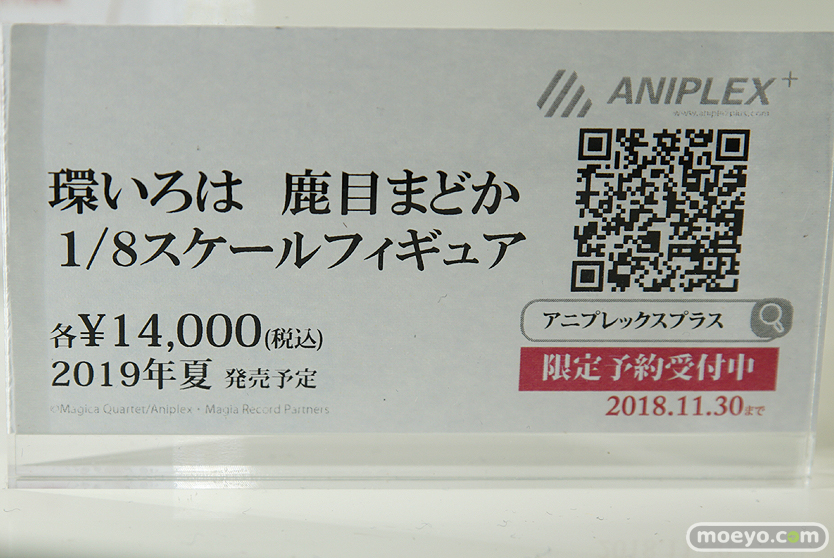 ANIPLEX+
www.aniplexplus.com
環いろは 鹿目まどか
1/8スケールフィギュア
各¥14,000(税込)
2019年夏 発売予定
©Magica Quartet/Aniplex・Magia Record Partners
アニプレックスプラス
限定予約受付中
2018.11.30まで
moeyo.com